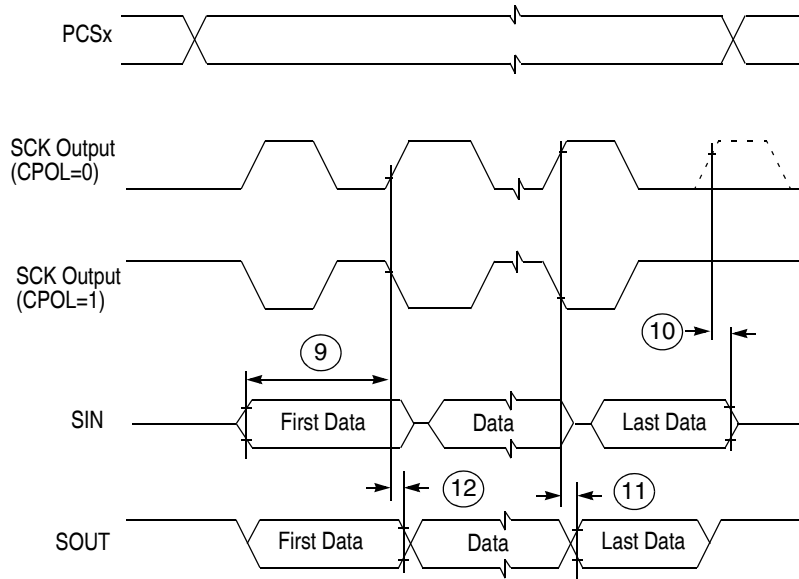 PCSx
SCK Output
(CPOL=0)
SCK Output
(CPOL=1)
10
9
SIN
First Data
Data
Last Data
12
11
SOUT
First Data
Data
Last Data